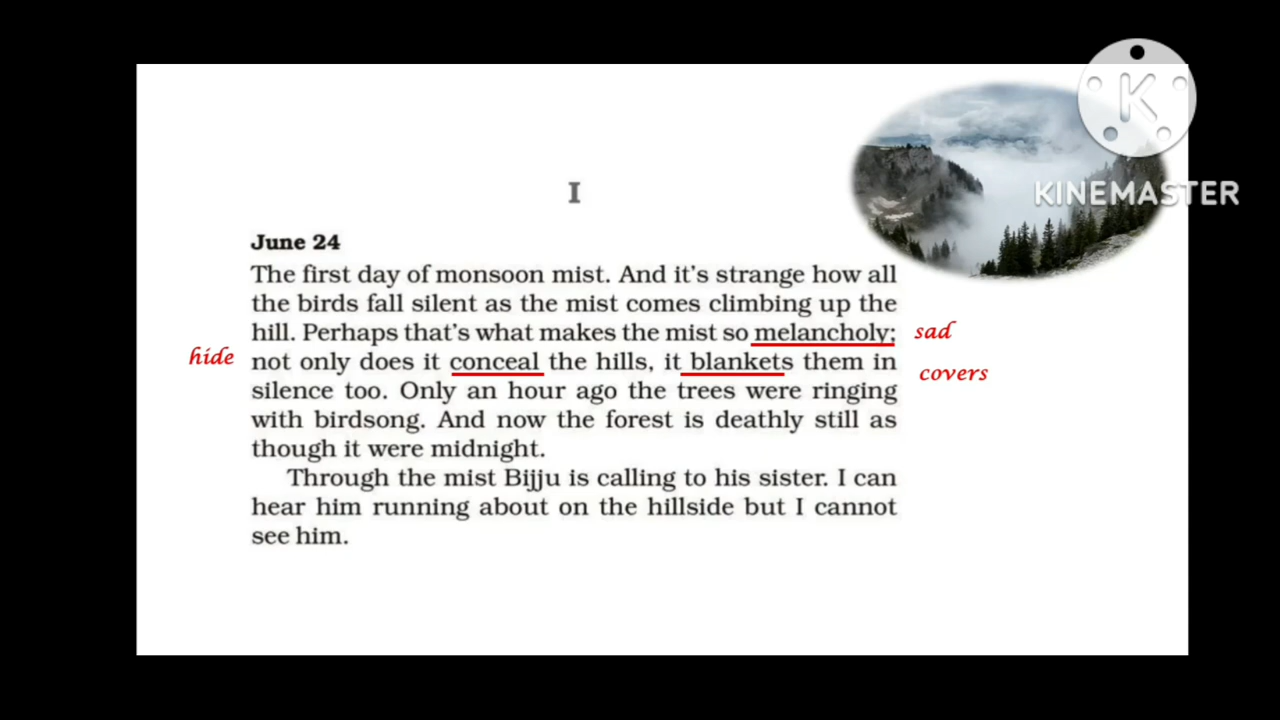 K
KINEMASTER
I
June 24
The first day of monsoon mist. And it's strange how all
the birds fall silent as the mist comes climbing up the
hill. Perhaps that's what makes the mist so melancholy; sad
hide not only does it conceal the hills, it blankets them in
covers
silence too. Only an hour ago the trees were ringing
with birdsong. And now the forest is deathly still as
though it were midnight.
Through the mist Bijju is calling to his sister. I can
hear him running about on the hillside but I cannot
see him.